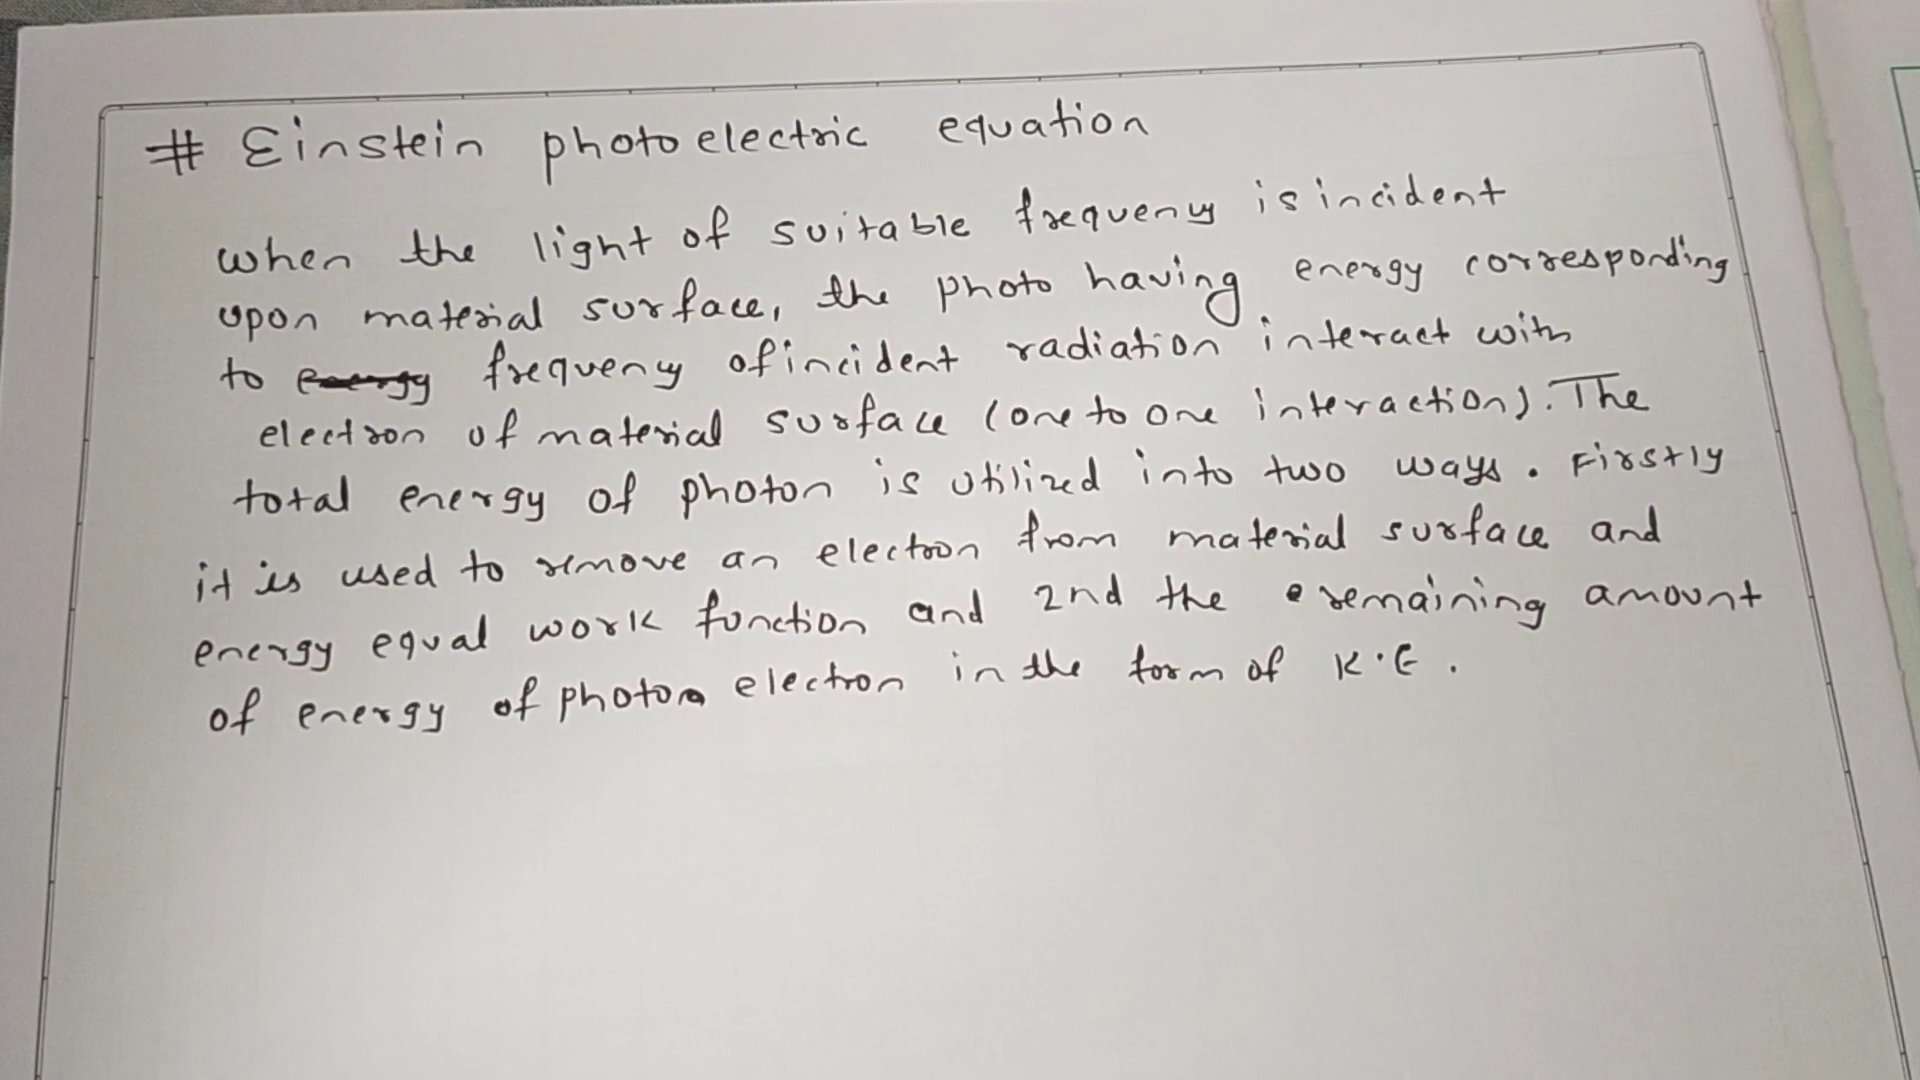 # Einstein photoelectric equation
when the light of suitable frequency is incident
upon material surface, the photo having energy corresponding
to frequency of incident radiation interact with
electron of material surface (one to one interaction). The
total energy of photon is utilized into two ways. Firstly
it is used to remove an electron from material surface and
energy equal work function and 2nd the remaining amount
of energy of photon electron in the form of K.E.